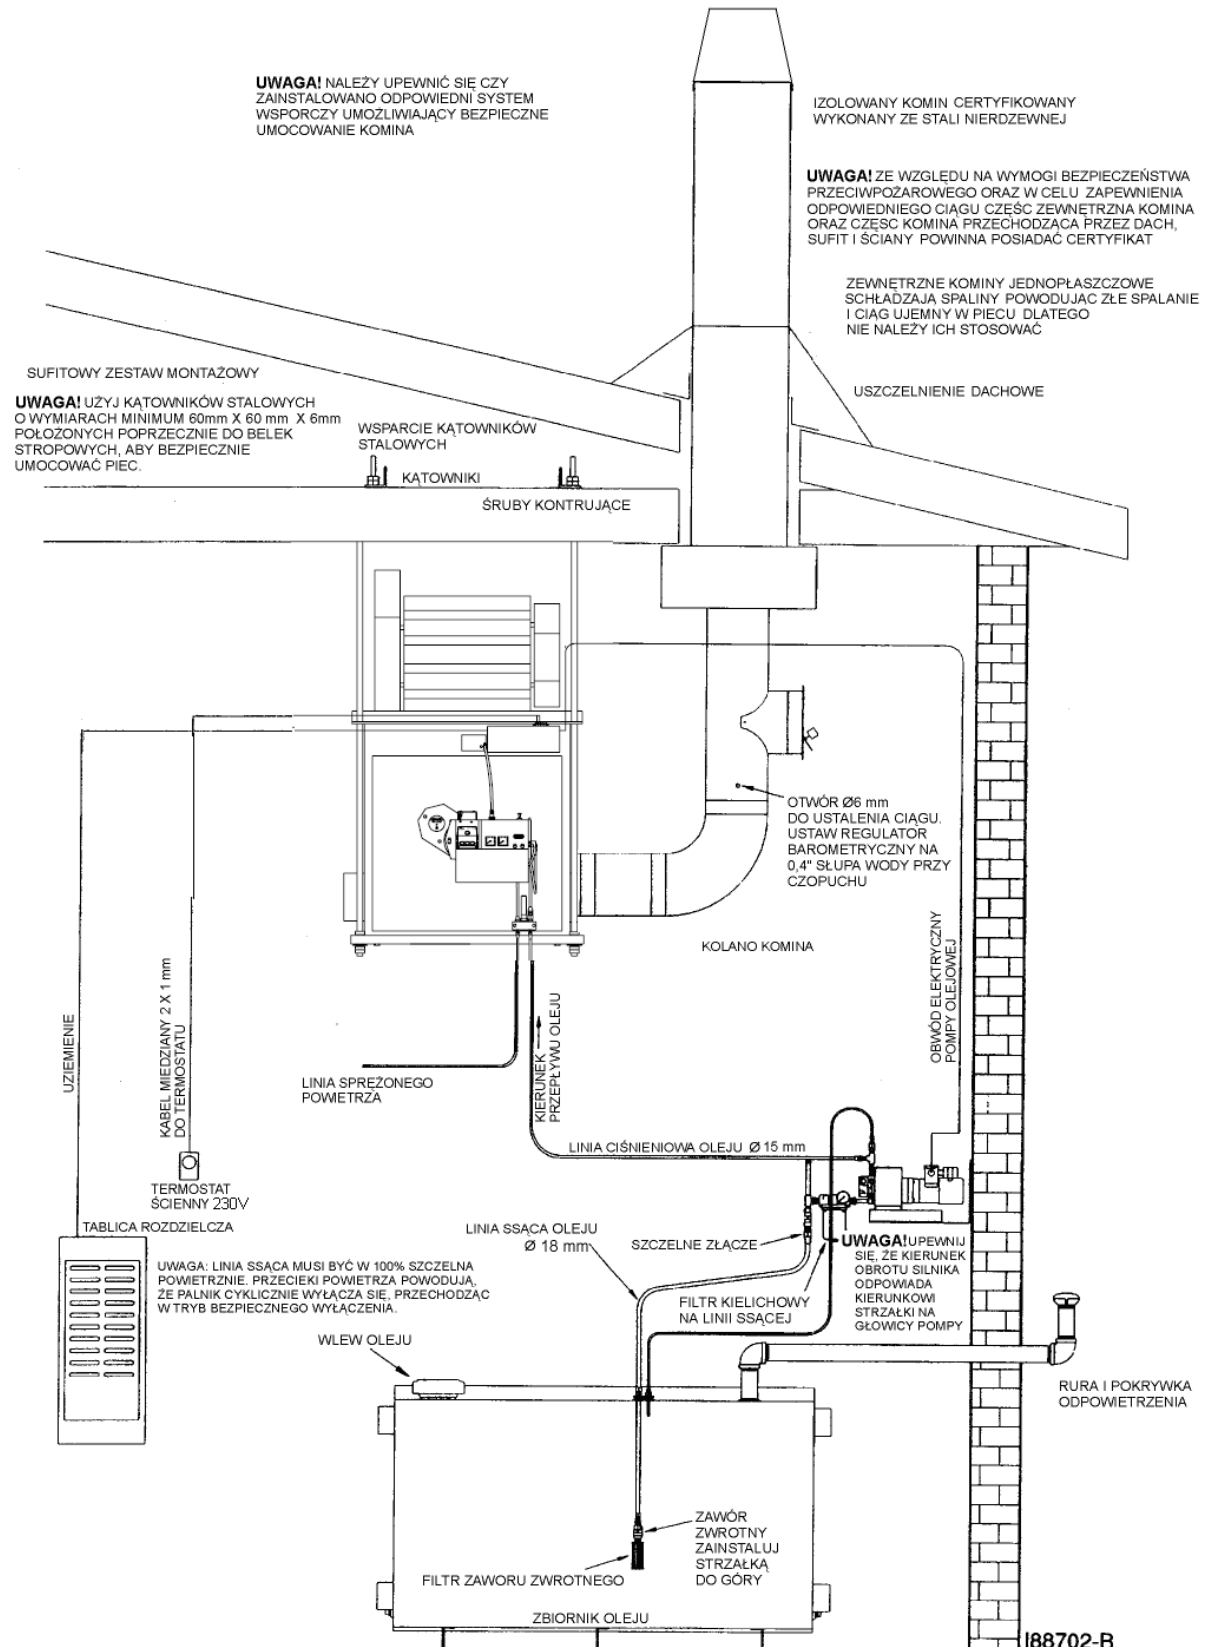 UWAGA! NALEŻY UPEWNIĆ SIĘ CZY
ZAINSTALOWANO ODPOWIEDNI SYSTEM
WSPORCZY UMOŻLIWIAJĄCY BEZPIECZNE
UMOCOWANIE KOMINA
IZOLOWANY KOMIN CERTYFIKOWANY
WYKONANY ZE STALI NIERDZEWNEJ
UWAGA! ZE WZGLĘDU NA WYMOGI BEZPIECZEŃSTWA
PRZECIWPOŻAROWEGO ORAZ W CELU ZAPEWNIENIA
ODPOWIEDNIEGO CIĄGU CZĘŚC ZEWNĘTRZNA KOMINA
ORAZ CZĘŚC KOMINA PRZECHODZĄCA PRZEZ DACH,
SUFIT I ŚCIANY POWINNA POSIADAĆ CERTYFIKAT
ZEWNĘTRZNE KOMINY JEDNOPŁASZCZOWE
SCHŁADZAJĄ SPALINY POWODUJĄC ZŁE SPALANIE
I CIĄG UJEMNY W PIECU DLATEGO
NIE NALEŻY ICH STOSOWAĆ
SUFITOWY ZESTAW MONTAŻOWY
UWAGA! UŻYJ KĄTOWNIKÓW STALOWYCH
O WYMIARACH MINIMUM 60mm X 60 mm X 6mm
POŁOŻONYCH POPRZECZNIE DO BELEK
STROPOWYCH, ABY BEZPIECZNIE
UMOCOWAĆ PIEC.
USZCZELNIENIE DACHOWE
WSPARCIE KĄTOWNIKÓW
STALOWYCH
KĄTOWNIKI
ŚRUBY KONTRUJĄCE
OTWÓR Ø6 mm
DO USTALENIA CIĄGU.
USTAW REGULATOR
BAROMETRYCZNY NA
0,4" SŁUPA WODY PRZY
CZOPUCHU
KOLANO KOMINA
OBWÓD ELEKTRYCZNY
POMPY OLEJOWEJ
UZIEMIENIE
KABEL MIEDZIANY 2 X 1 mm
DO TERMOSTATU
KIERUNEK
PRZEPŁYWU OLEJU
LINIA SPRĘŻONEGO
POWIETRZA
LINIA CIŚNIENIOWA OLEJU Ø 15 mm
TERMOSTAT
ŚCIENNY 230V
TABLICA ROZDZIELCZA
LINIA SSĄCA OLEJU
Ø 18 mm
SZCZELNE ZŁĄCZE
UWAGA! UPEWNIJ
SIĘ, ŻE KIERUNEK
OBROTU SILNIKA
ODPOWIADA
KIERUNKOWI
STRZAŁKI NA
GŁOWICY POMPY
UWAGA: LINIA SSĄCA MUSI BYĆ W 100% SZCZELNA
POWIETRZNIE. PRZECIEKI POWIETRZA POWODUJĄ,
ŻE PALNIK CYKLICZNIE WYŁĄCZA SIĘ, PRZECHODZĄC
W TRYB BEZPIECZNEGO WYŁĄCZENIA.
FILTR KIELICHOWY
NA LINII SSĄCEJ
WLEW OLEJU
RURA I POKRYWKA
ODPOWIETRZENIA
ZAWÓR
ZWROTNY
ZAINSTALUJ
STRZAŁKĄ
DO GÓRY
FILTR ZAWORU ZWROTNEGO
ZBIORNIK OLEJU
I88702-B